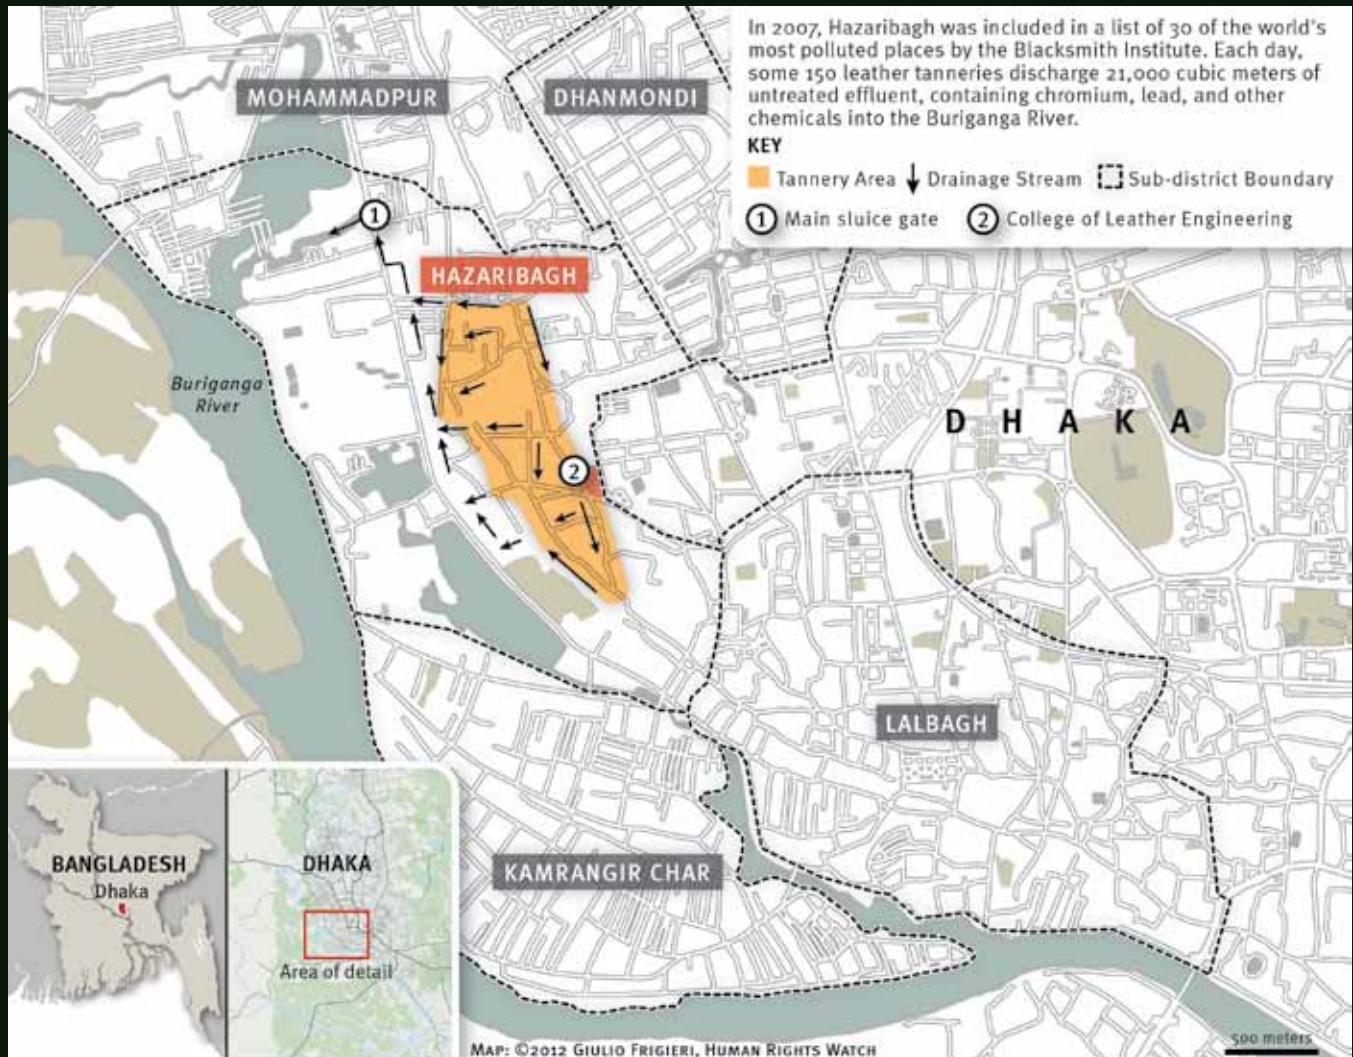 In 2007, Hazaribagh was included in a list of 30 of the world's
most polluted places by the Blacksmith Institute. Each day,
some 150 leather tanneries discharge 21,000 cubic meters of
untreated effluent, containing chromium, lead, and other
chemicals into the Buriganga River.
KEY
Tannery Area
Drainage Stream
Sub-district Boundary
1 Main sluice gate
2 College of Leather Engineering
MOHAMMADPUR
DHANMONDI
1
HAZARIBAGH
Buriganga
River
DHAKA
2
LALBAGH
KAMRANGIR CHAR
BANGLADESH
Dhaka
DHAKA
Area of detail
MAP: ©2012 GIULIO FRIGIERI, HUMAN RIGHTS WATCH
500 meters